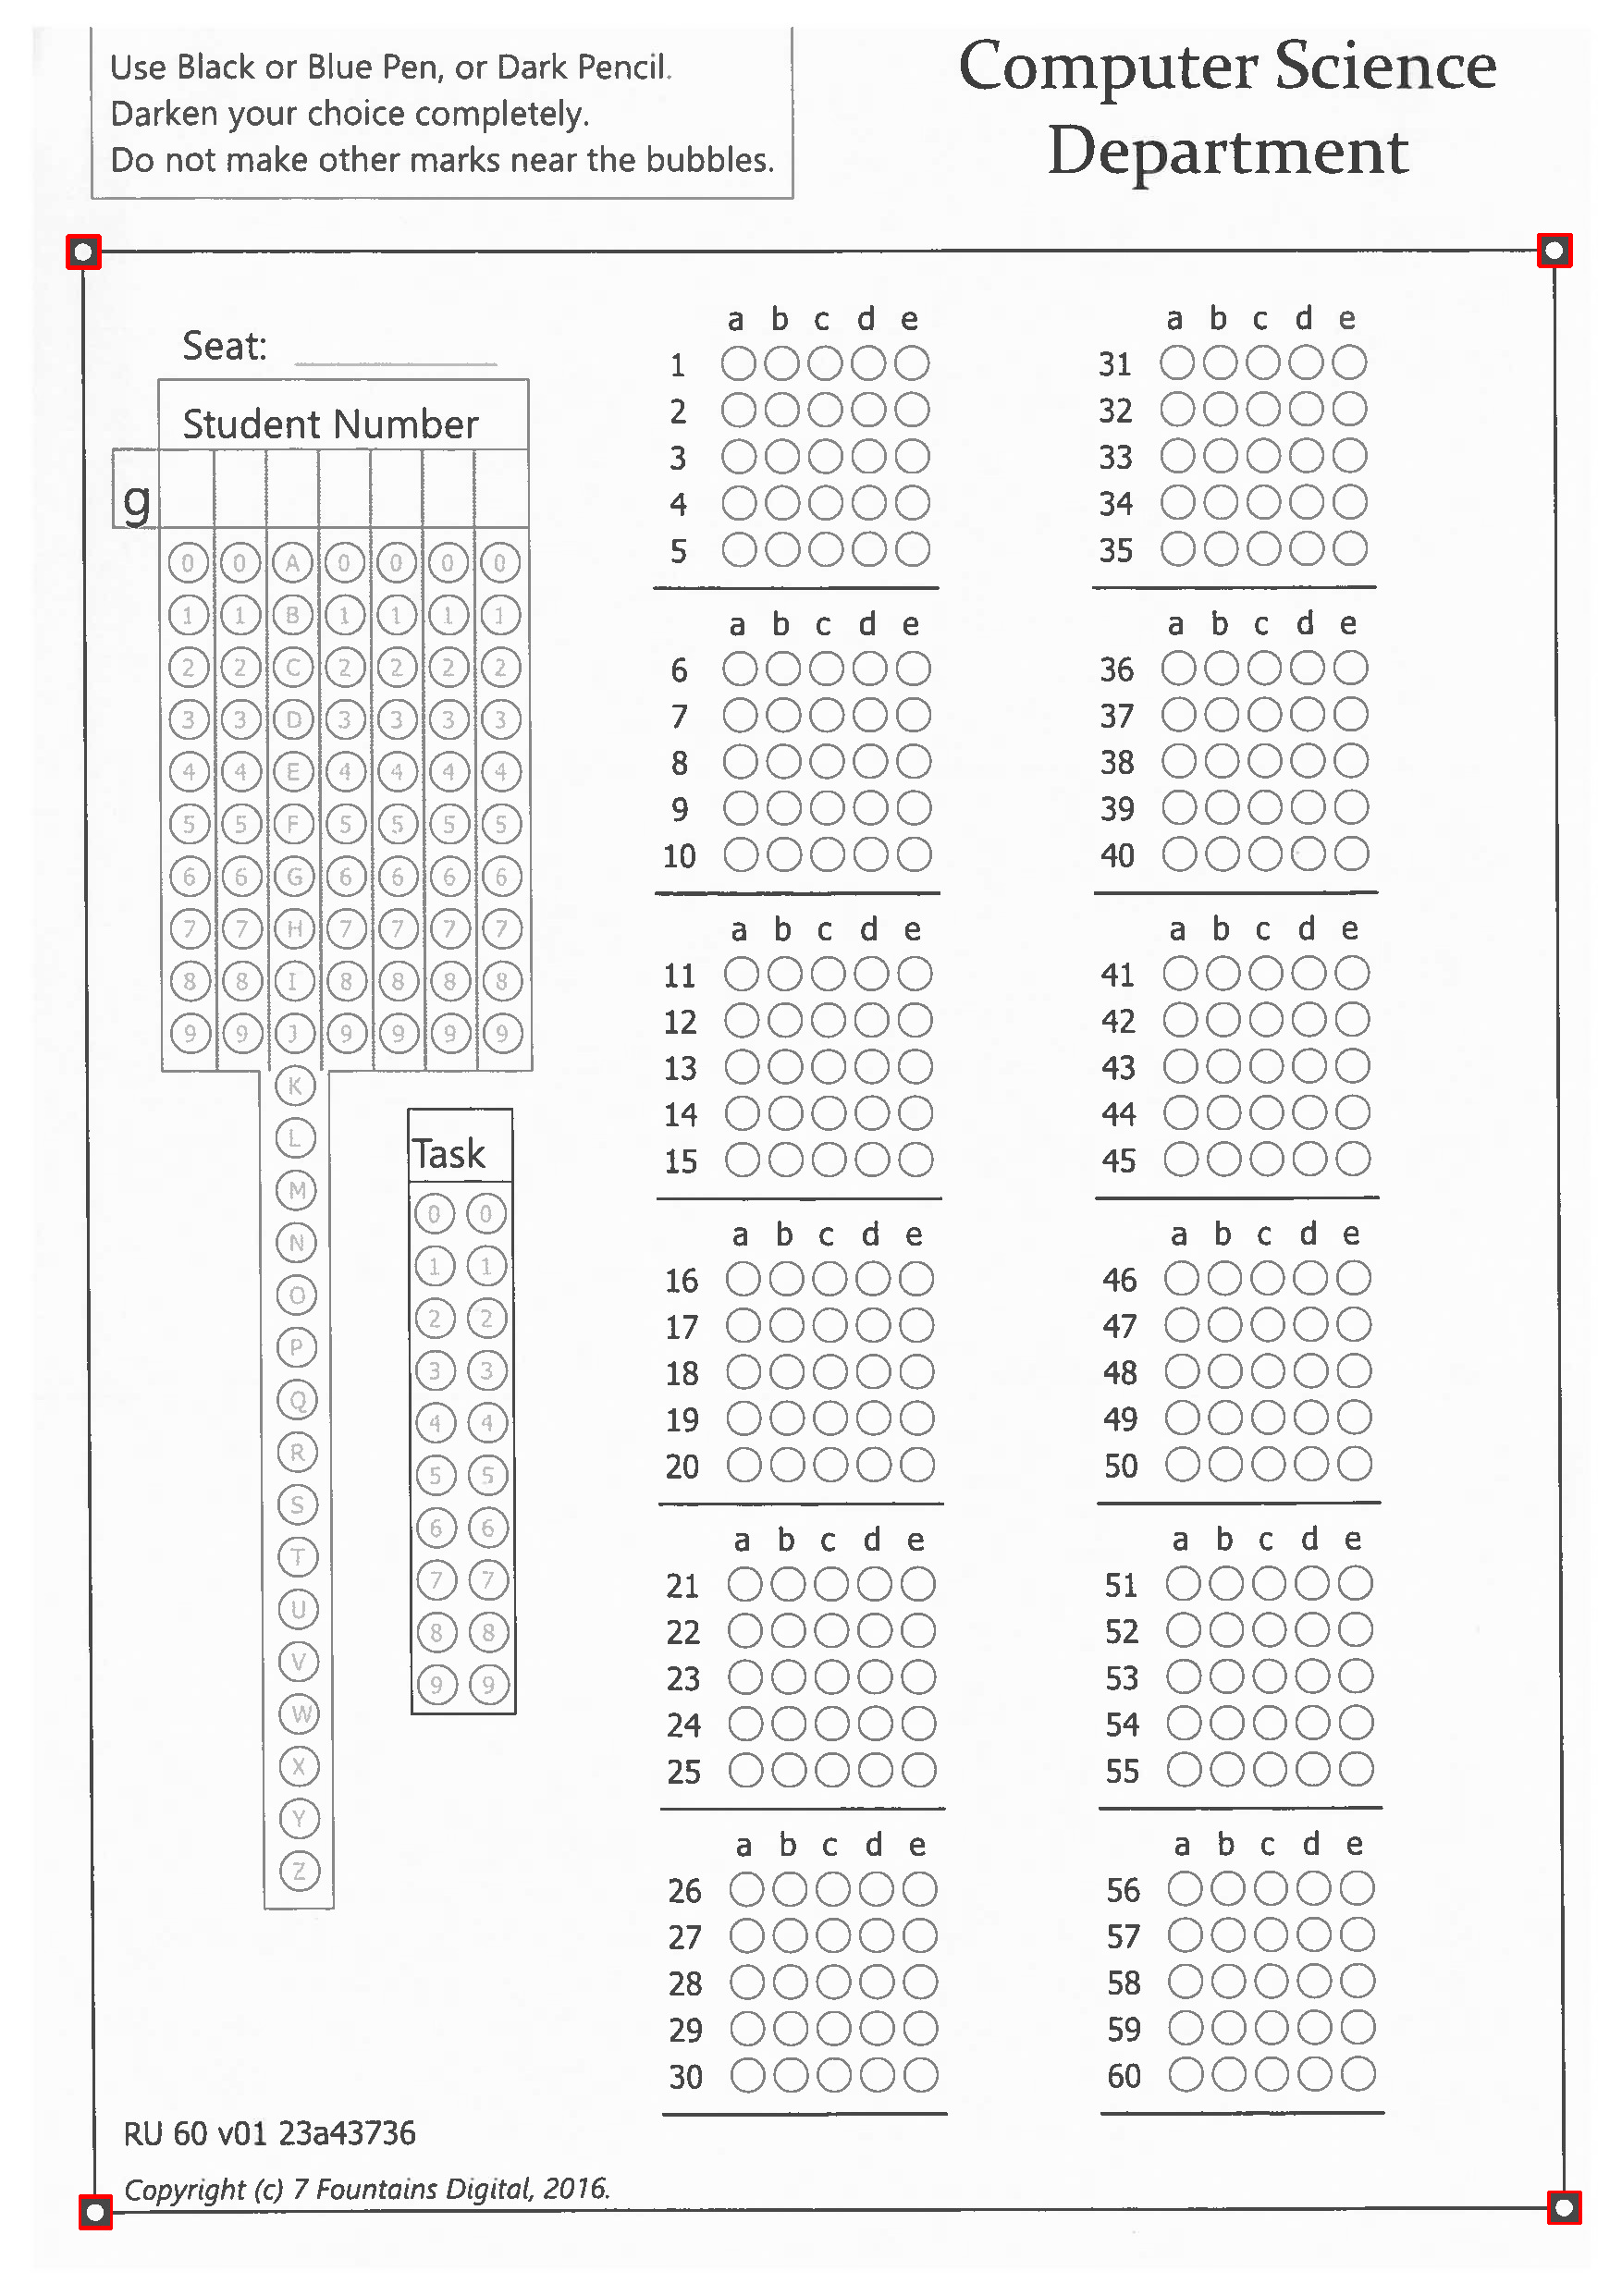 Use Black or Blue Pen, or Dark Pencil.
Darken your choice completely.
Do not make other marks near the bubbles.
Computer Science
Department
Seat:
Student Number
g
0 0 A 0 0 0 0
1 1 B 1 1 1 1
2 2 C 2 2 2 2
3 3 D 3 3 3 3
4 4 E 4 4 4 4
5 5 F 5 5 5 5
6 6 G 6 6 6 6
7 7 H 7 7 7 7
8 8 I 8 8 8 8
9 9 J 9 9 9 9
K
L
M
N
O
P
Q
R
S
T
U
V
W
X
Y
Z
Task
0 0
1 1
2 2
3 3
4 4
5 5
6 6
7 7
8 8
9 9
a b c d e
1
2
3
4
5
a b c d e
6
7
8
9
10
a b c d e
11
12
13
14
15
a b c d e
16
17
18
19
20
a b c d e
21
22
23
24
25
a b c d e
26
27
28
29
30
a b c d e
31
32
33
34
35
a b c d e
36
37
38
39
40
a b c d e
41
42
43
44
45
a b c d e
46
47
48
49
50
a b c d e
51
52
53
54
55
a b c d e
56
57
58
59
60
RU 60 v01 23a43736
Copyright (c) 7 Fountains Digital, 2016.